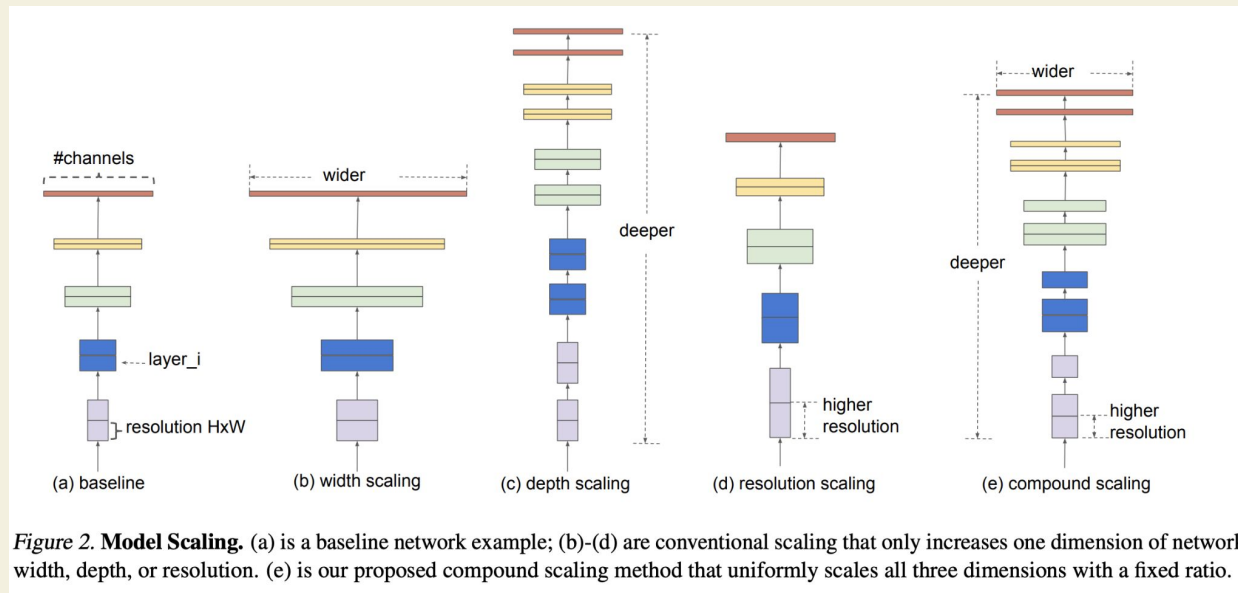 #channels
layer_i
resolution HxW
(a) baseline
wider
(b) width scaling
deeper
(c) depth scaling
higher
resolution
(d) resolution scaling
wider
deeper
higher
resolution
(e) compound scaling
Figure 2. Model Scaling. (a) is a baseline network example; (b)-(d) are conventional scaling that only increases one dimension of network
width, depth, or resolution. (e) is our proposed compound scaling method that uniformly scales all three dimensions with a fixed ratio.